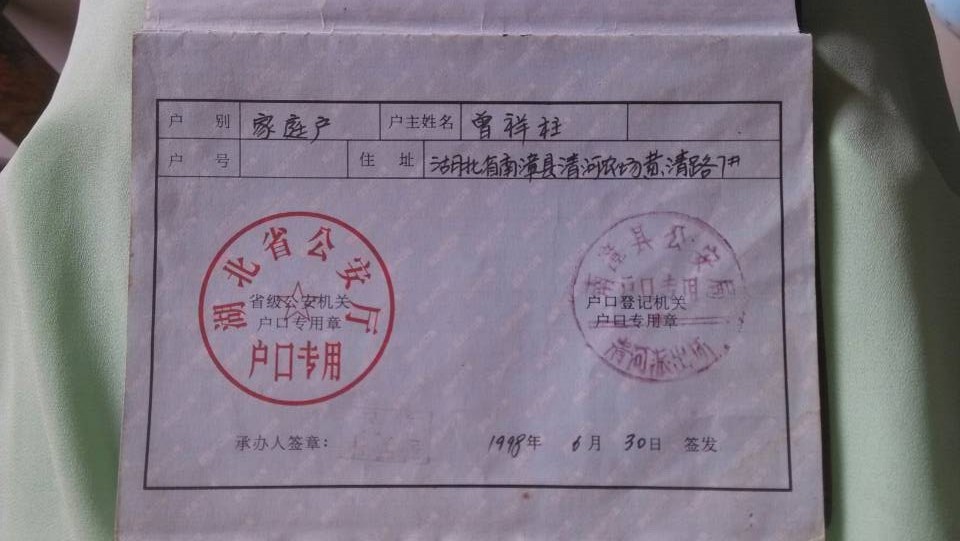 户 别 家庭户 户主姓名 曾祥柱
户 号 住 址 湖北省南漳县清河农场黄清路7#
湖北省公安厅
省级公安机关
户口专用章
户口专用
南漳县公安局
户口专用
户口登记机关
户口专用章
清河派出所
承办人签章： 1998年 6月 30日 签发